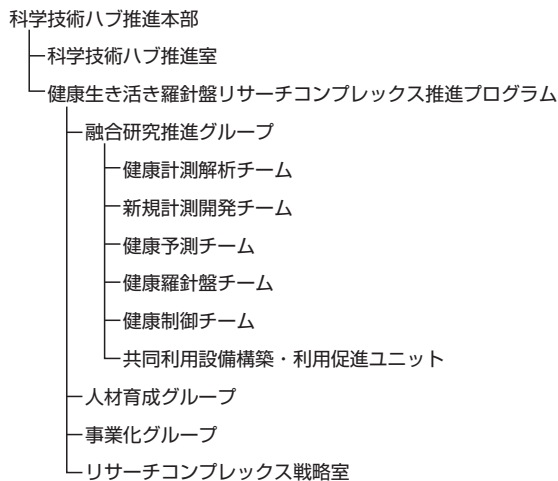 科学技術ハブ推進本部
科学技術ハブ推進室
健康生き活き羅針盤リサーチコンプレックス推進プログラム
融合研究推進グループ
健康計測解析チーム
新規計測開発チーム
健康予測チーム
健康羅針盤チーム
健康制御チーム
共同利用設備構築・利用促進ユニット
人材育成グループ
事業化グループ
リサーチコンプレックス戦略室